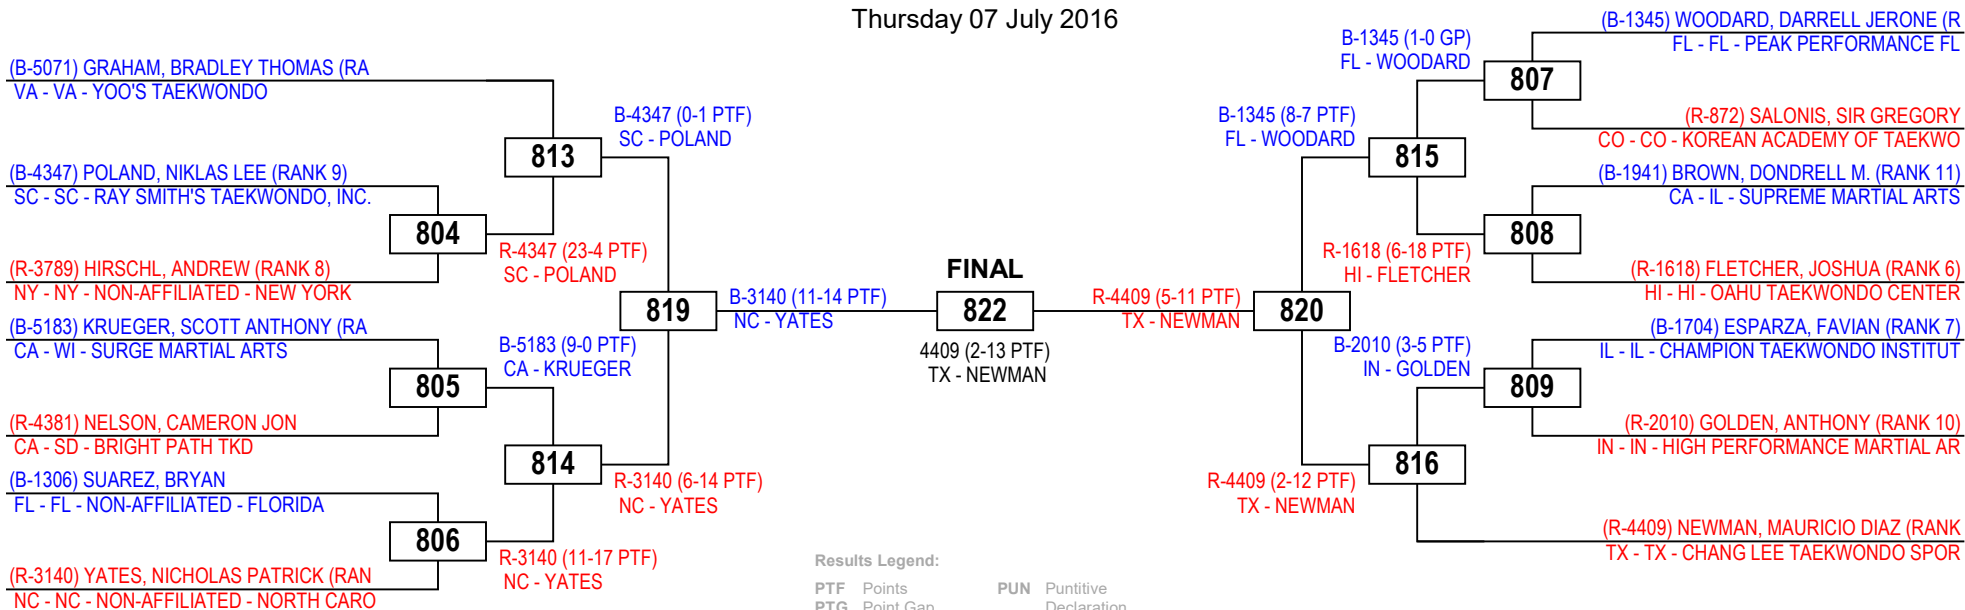 Thursday 07 July 2016
(B-5071) GRAHAM, BRADLEY THOMAS (RA
VA - VA - YOO'S TAEKWONDO
(B-4347) POLAND, NIKLAS LEE (RANK 9)
SC - SC - RAY SMITH'S TAEKWONDO, INC.
(R-3789) HIRSCHL, ANDREW (RANK 8)
NY - NY - NON-AFFILIATED - NEW YORK
(B-5183) KRUEGER, SCOTT ANTHONY (RA
CA - WI - SURGE MARTIAL ARTS
(R-4381) NELSON, CAMERON JON
CA - SD - BRIGHT PATH TKD
(B-1306) SUAREZ, BRYAN
FL - FL - NON-AFFILIATED - FLORIDA
(R-3140) YATES, NICHOLAS PATRICK (RAN
NC - NC - NON-AFFILIATED - NORTH CARO
804
805
806
R-4347 (23-4 PTF)
SC - POLAND
B-5183 (9-0 PTF)
CA - KRUEGER
R-3140 (11-17 PTF)
NC - YATES
813
814
B-4347 (0-1 PTF)
SC - POLAND
R-3140 (6-14 PTF)
NC - YATES
819
B-3140 (11-14 PTF)
NC - YATES
FINAL
822
4409 (2-13 PTF)
TX - NEWMAN
R-4409 (5-11 PTF)
TX - NEWMAN
820
B-1345 (8-7 PTF)
FL - WOODARD
R-4409 (2-12 PTF)
TX - NEWMAN
815
816
B-1345 (1-0 GP)
FL - WOODARD
R-1618 (6-18 PTF)
HI - FLETCHER
B-2010 (3-5 PTF)
IN - GOLDEN
807
808
809
(B-1345) WOODARD, DARRELL JERONE (R
FL - FL - PEAK PERFORMANCE FL
(R-872) SALONIS, SIR GREGORY
CO - CO - KOREAN ACADEMY OF TAEKWO
(B-1941) BROWN, DONDRELL M. (RANK 11)
CA - IL - SUPREME MARTIAL ARTS
(R-1618) FLETCHER, JOSHUA (RANK 6)
HI - HI - OAHU TAEKWONDO CENTER
(B-1704) ESPARZA, FAVIAN (RANK 7)
IL - IL - CHAMPION TAEKWONDO INSTITUT
(R-2010) GOLDEN, ANTHONY (RANK 10)
IN - IN - HIGH PERFORMANCE MARTIAL AR
(R-4409) NEWMAN, MAURICIO DIAZ (RANK
TX - TX - CHANG LEE TAEKWONDO SPOR
Results Legend:
PTF Points PUN Puntitive
PTG Point Gap Declaration